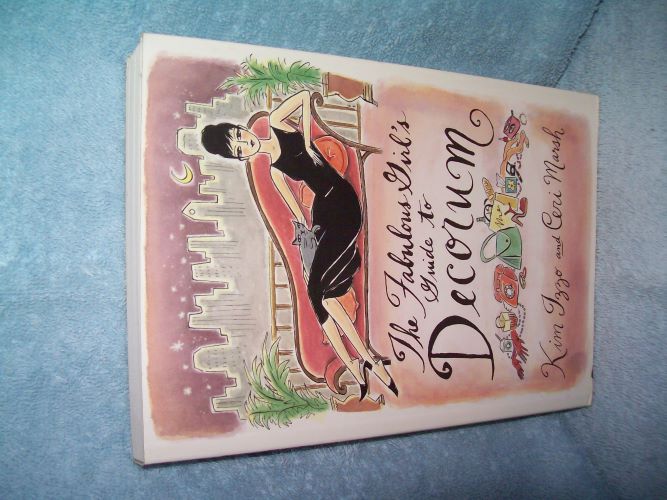 The Fabulous Girl's
Guide to
Decorum
Kim Izzo and Ceri Marsh